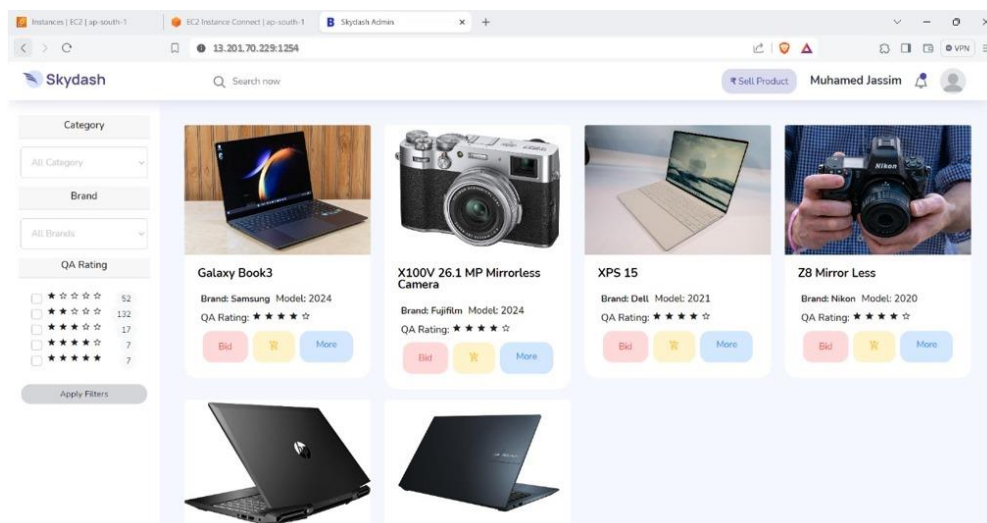 Instances | EC2 | ap-south-1
EC2 Instance Connect | ap-south-1
B Skydash Admin
13.201.70.229:1254
VPN
Skydash
Search now
₹ Sell Product
Muhamed Jassim
Category
All Category
Brand
All Brands
QA Rating
★ ☆ ☆ ☆ ☆ 52
★ ★ ☆ ☆ ☆ 132
★ ★ ★ ☆ ☆ 17
★ ★ ★ ★ ☆ 7
★ ★ ★ ★ ★ 7
Apply Filters
Galaxy Book3
Brand: Samsung Model: 2024
QA Rating: ★ ★ ★ ★ ☆
Bid
More
X100V 26.1 MP Mirrorless
Camera
Brand: Fujifilm Model: 2024
QA Rating: ★ ★ ★ ★ ☆
Bid
More
XPS 15
Brand: Dell Model: 2021
QA Rating: ★ ★ ★ ★ ☆
Bid
More
Nikon
Z8 Mirror Less
Brand: Nikon Model: 2020
QA Rating: ★ ★ ★ ★ ☆
Bid
More
hp